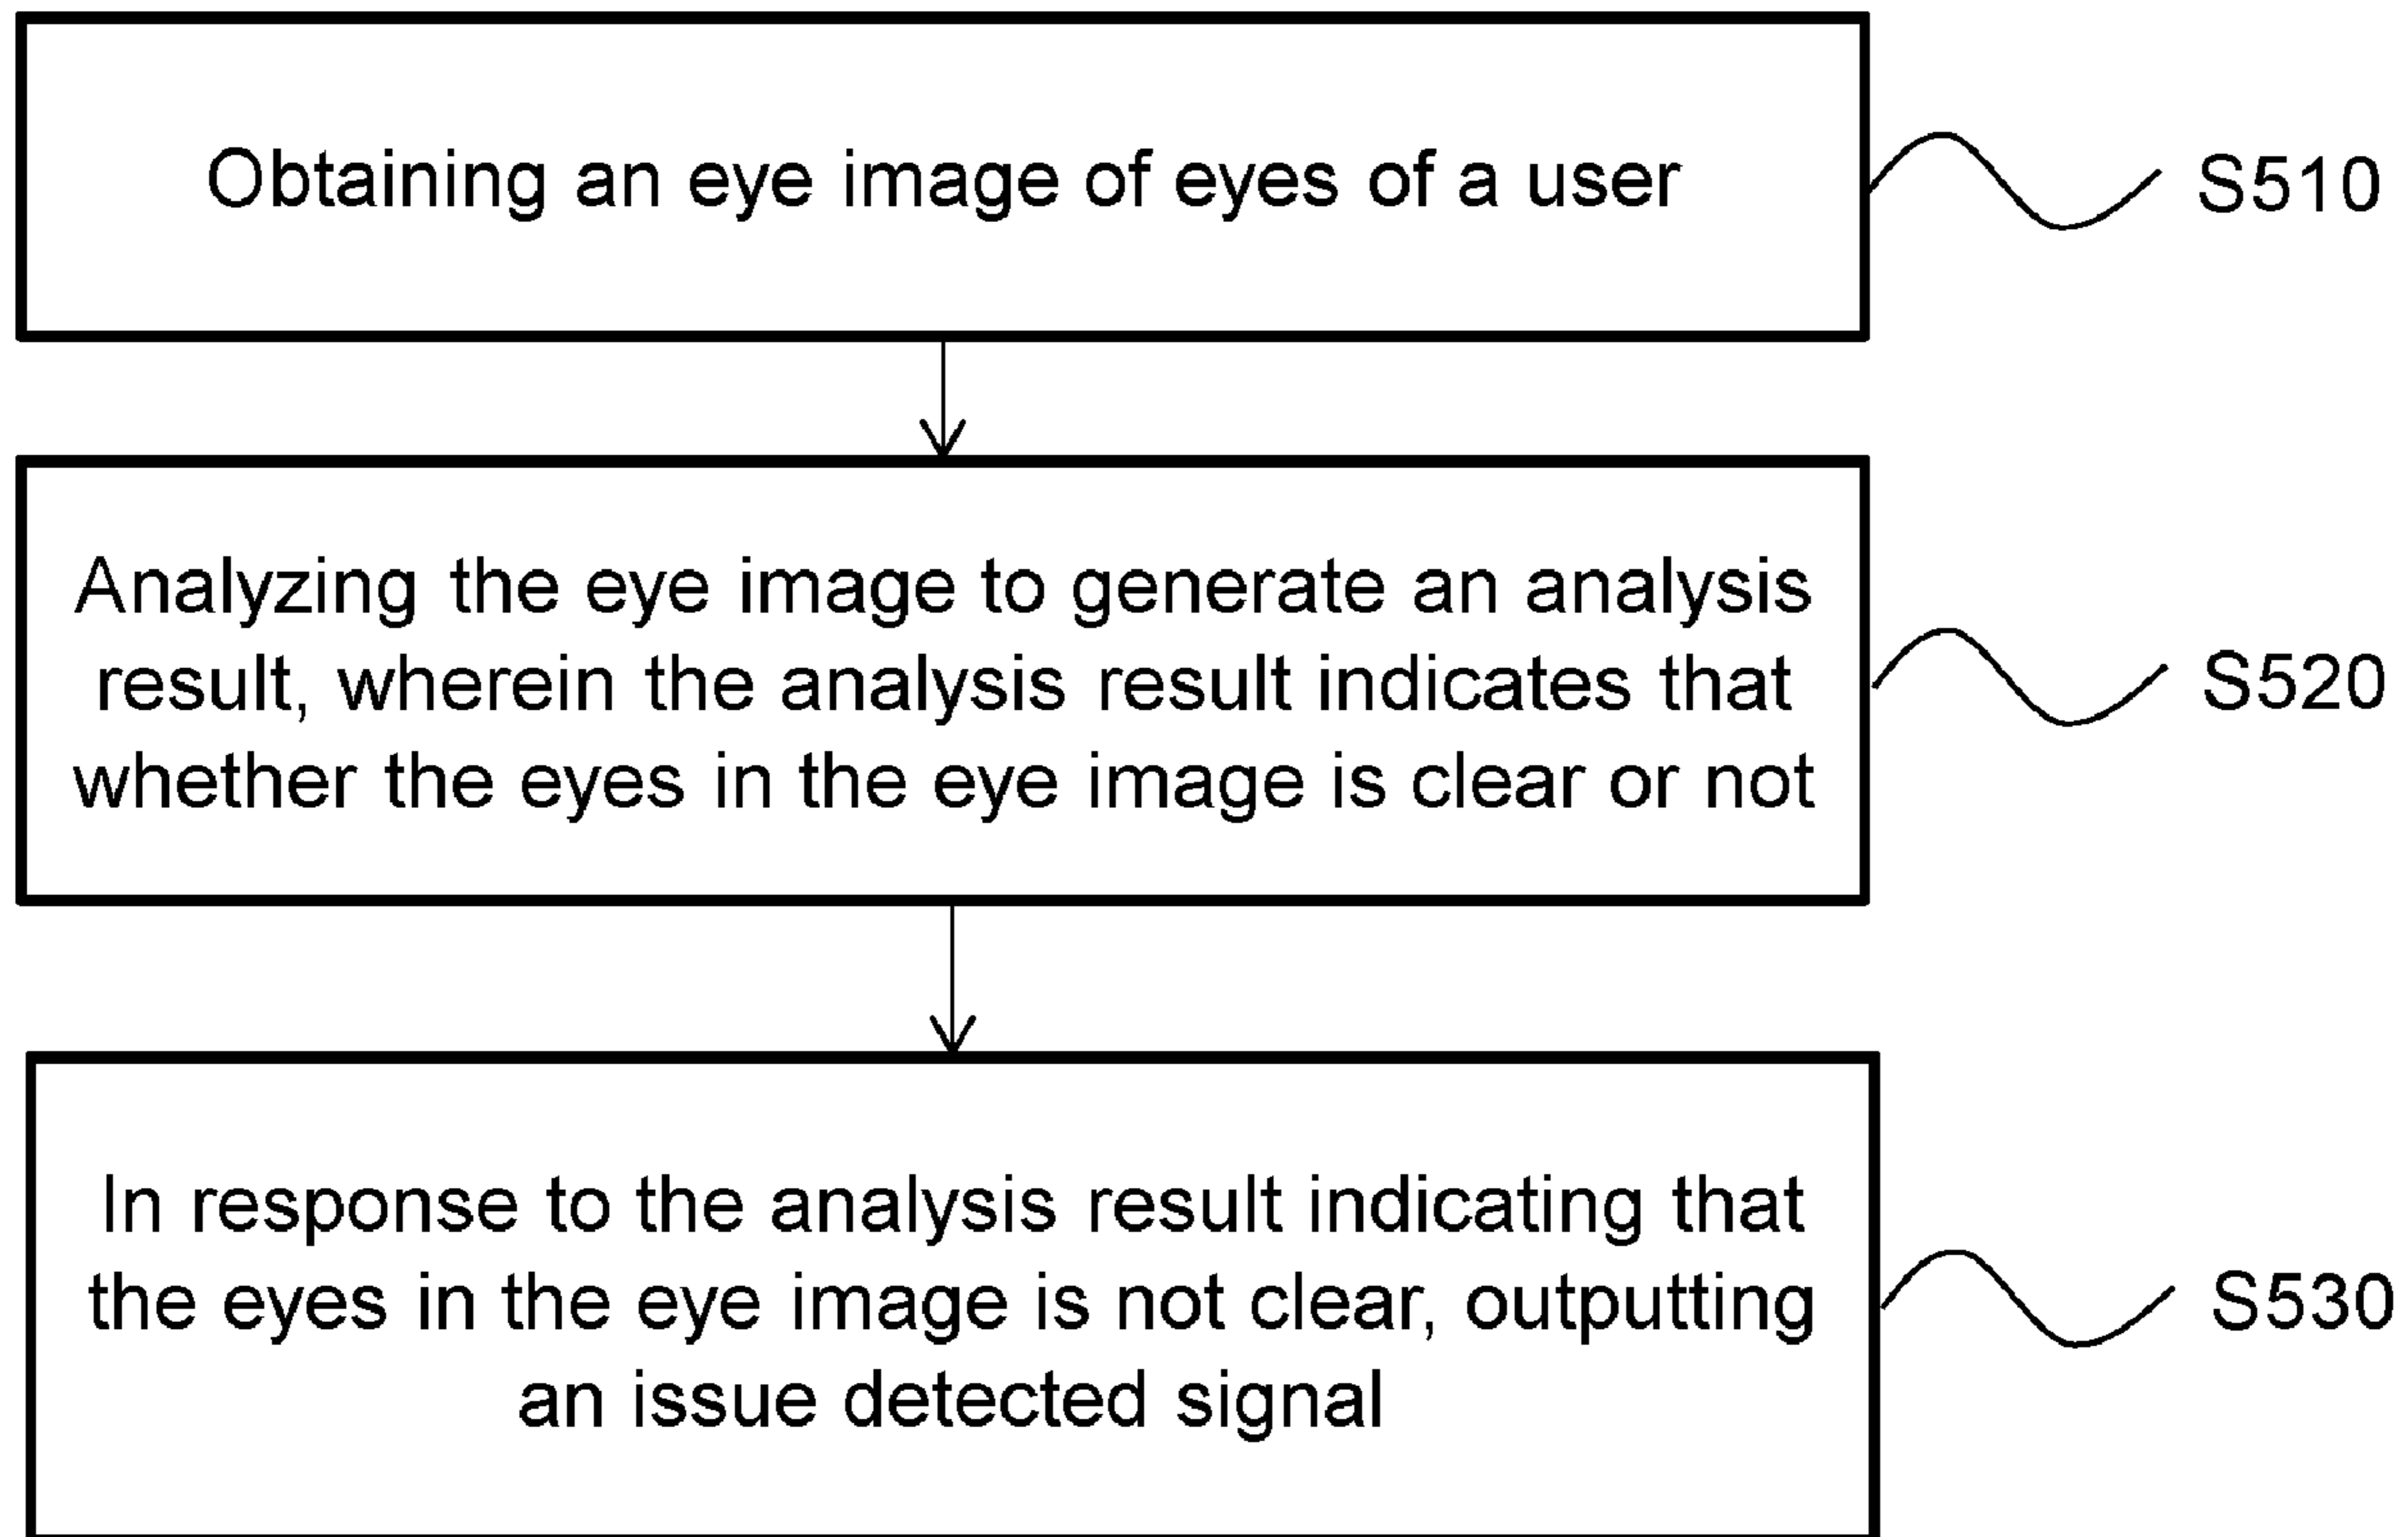 Obtaining an eye image of eyes of a user
S510
Analyzing the eye image to generate an analysis
result, wherein the analysis result indicates that
whether the eyes in the eye image is clear or not
S520
In response to the analysis result indicating that
the eyes in the eye image is not clear, outputting
an issue detected signal
S530